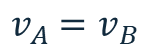 v_A = v_B